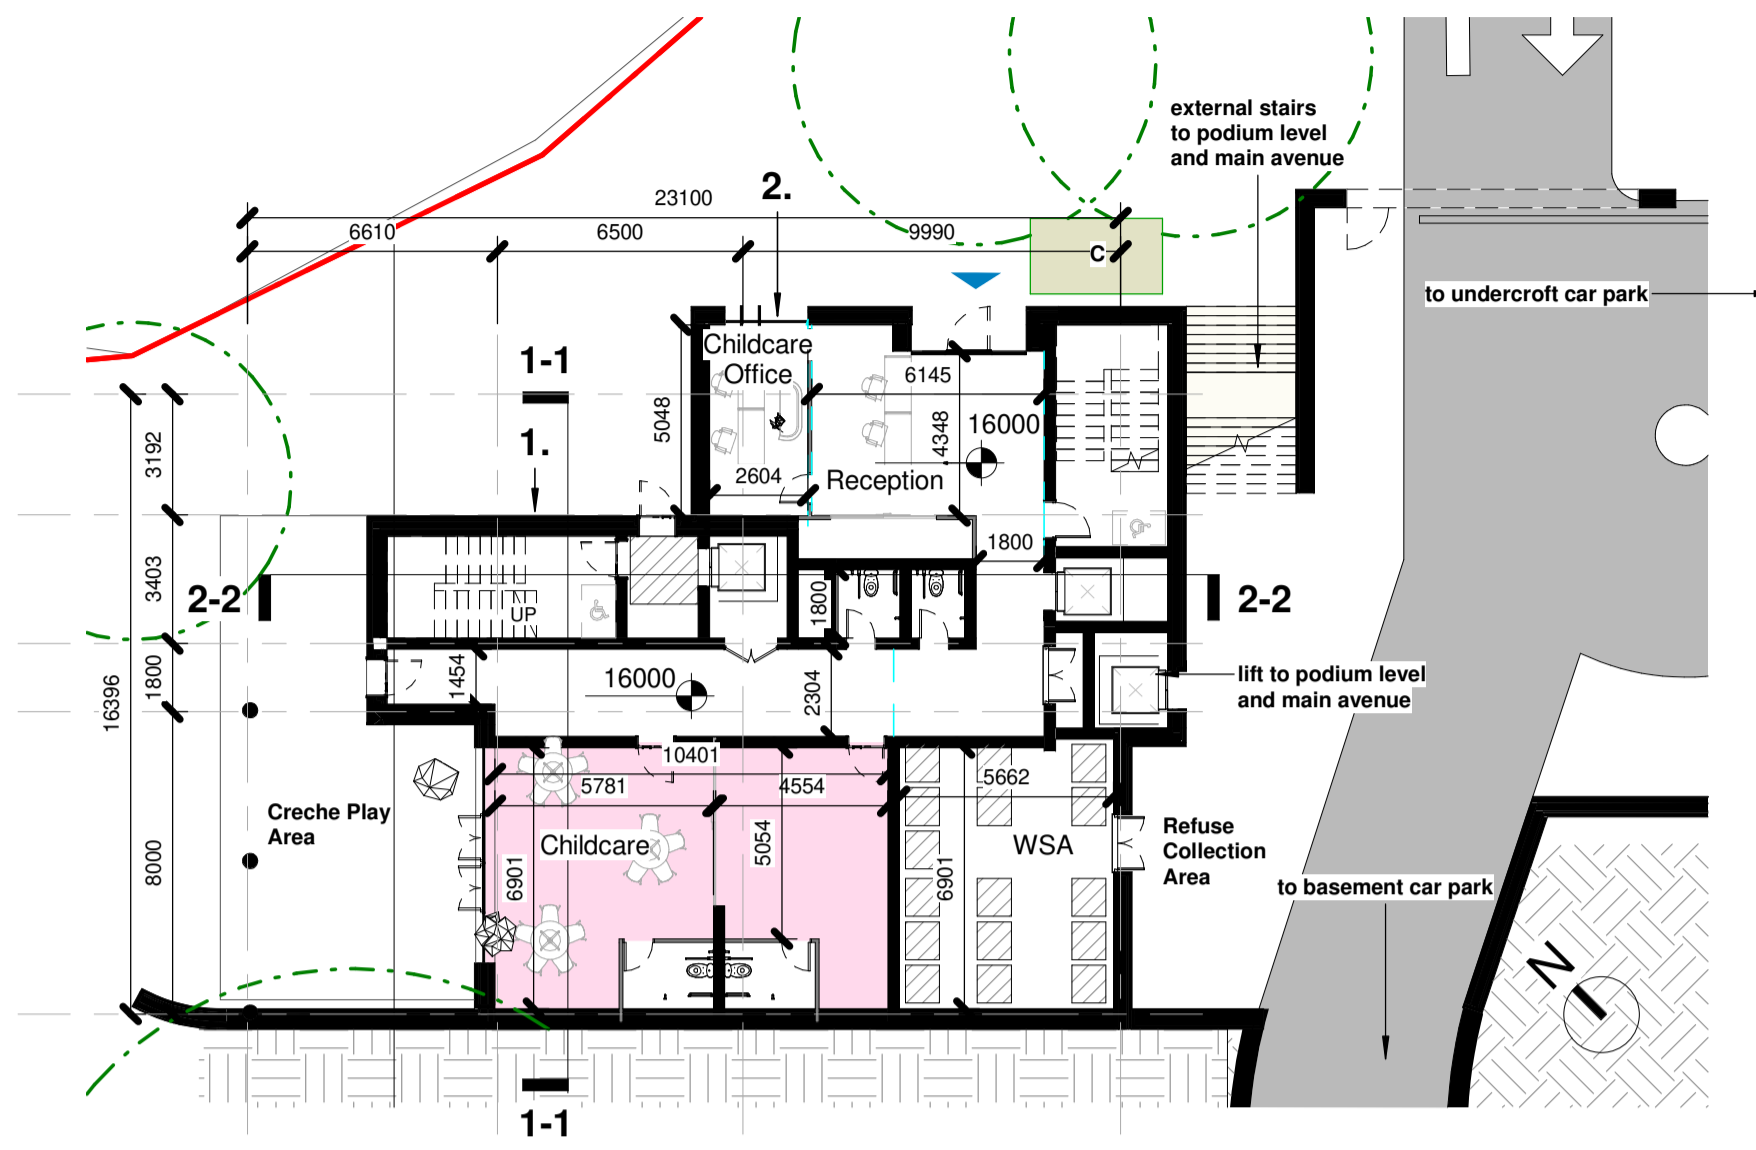 external stairs
to podium level
and main avenue
2.
23100
6610
6500
9990
C
to undercroft car park
1-1
Childcare
Office
6145
16000
5048
4348
3192
1.
2604
Reception
1800
3403
2-2
UP
1800
2-2
1800
1454
16000
2304
lift to podium level
and main avenue
16396
10401
5781
4554
5662
Creche Play
Area
Childcare
5054
WSA
Refuse
Collection
Area
8000
6901
6901
to basement car park
N
1-1